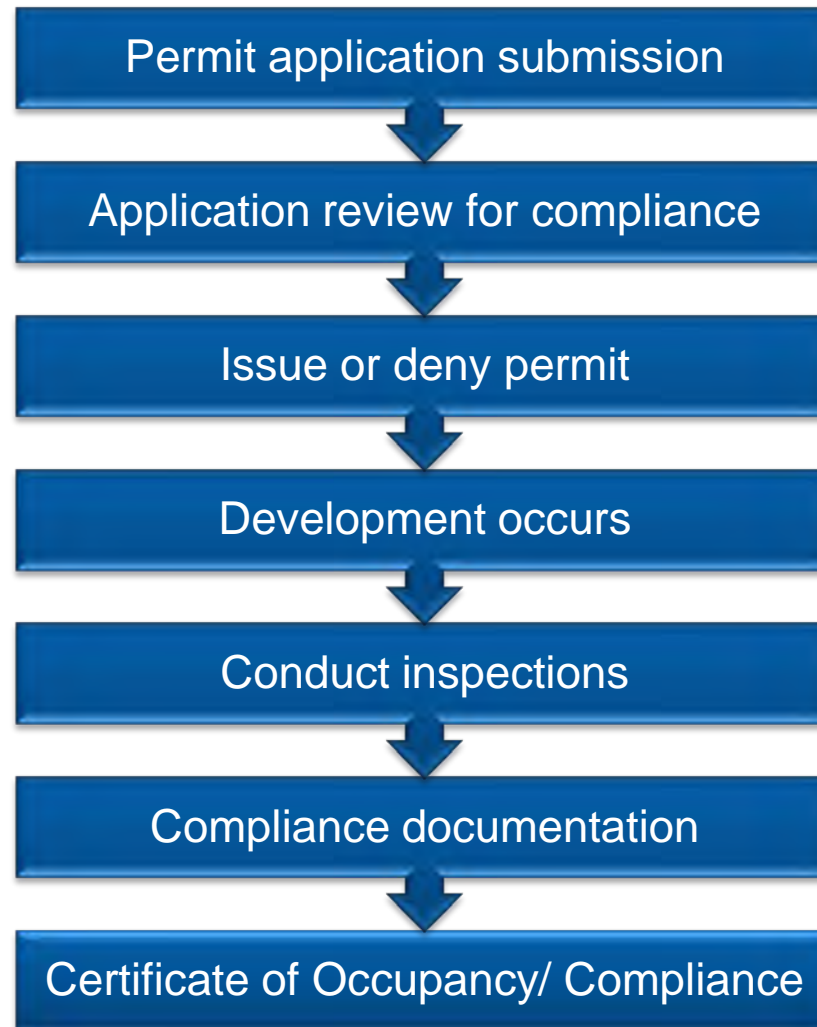 Permit application submission
Application review for compliance
Issue or deny permit
Development occurs
Conduct inspections
Compliance documentation
Certificate of Occupancy/ Compliance